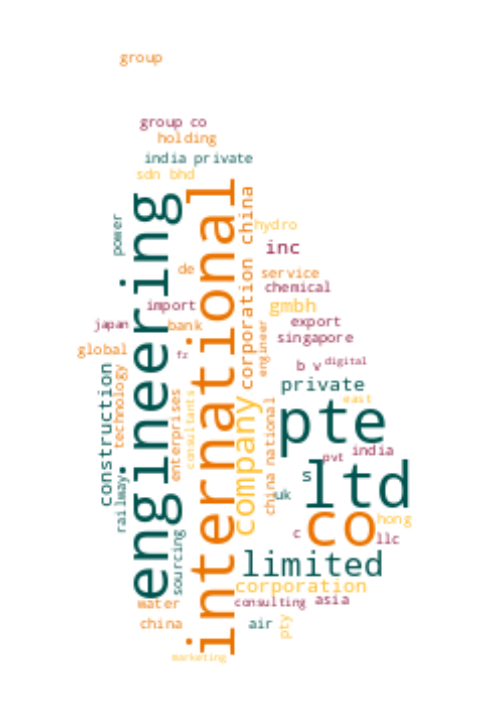 group
group co
holding
india private
sdn bhd
engineering
international
corporation china
power
hydro
inc
de
service
chemical
import
gmbh
japan
bank
export
engineer
singapore
global
fz
b v
digital
construction
technology
private
enterprises
consultants
company
china national
east
pte
railway
pvt
india
s
ltd
uk
sourcing
co
hong
c
llc
limited
corporation
water
consulting
asia
china
air
pty
marketing